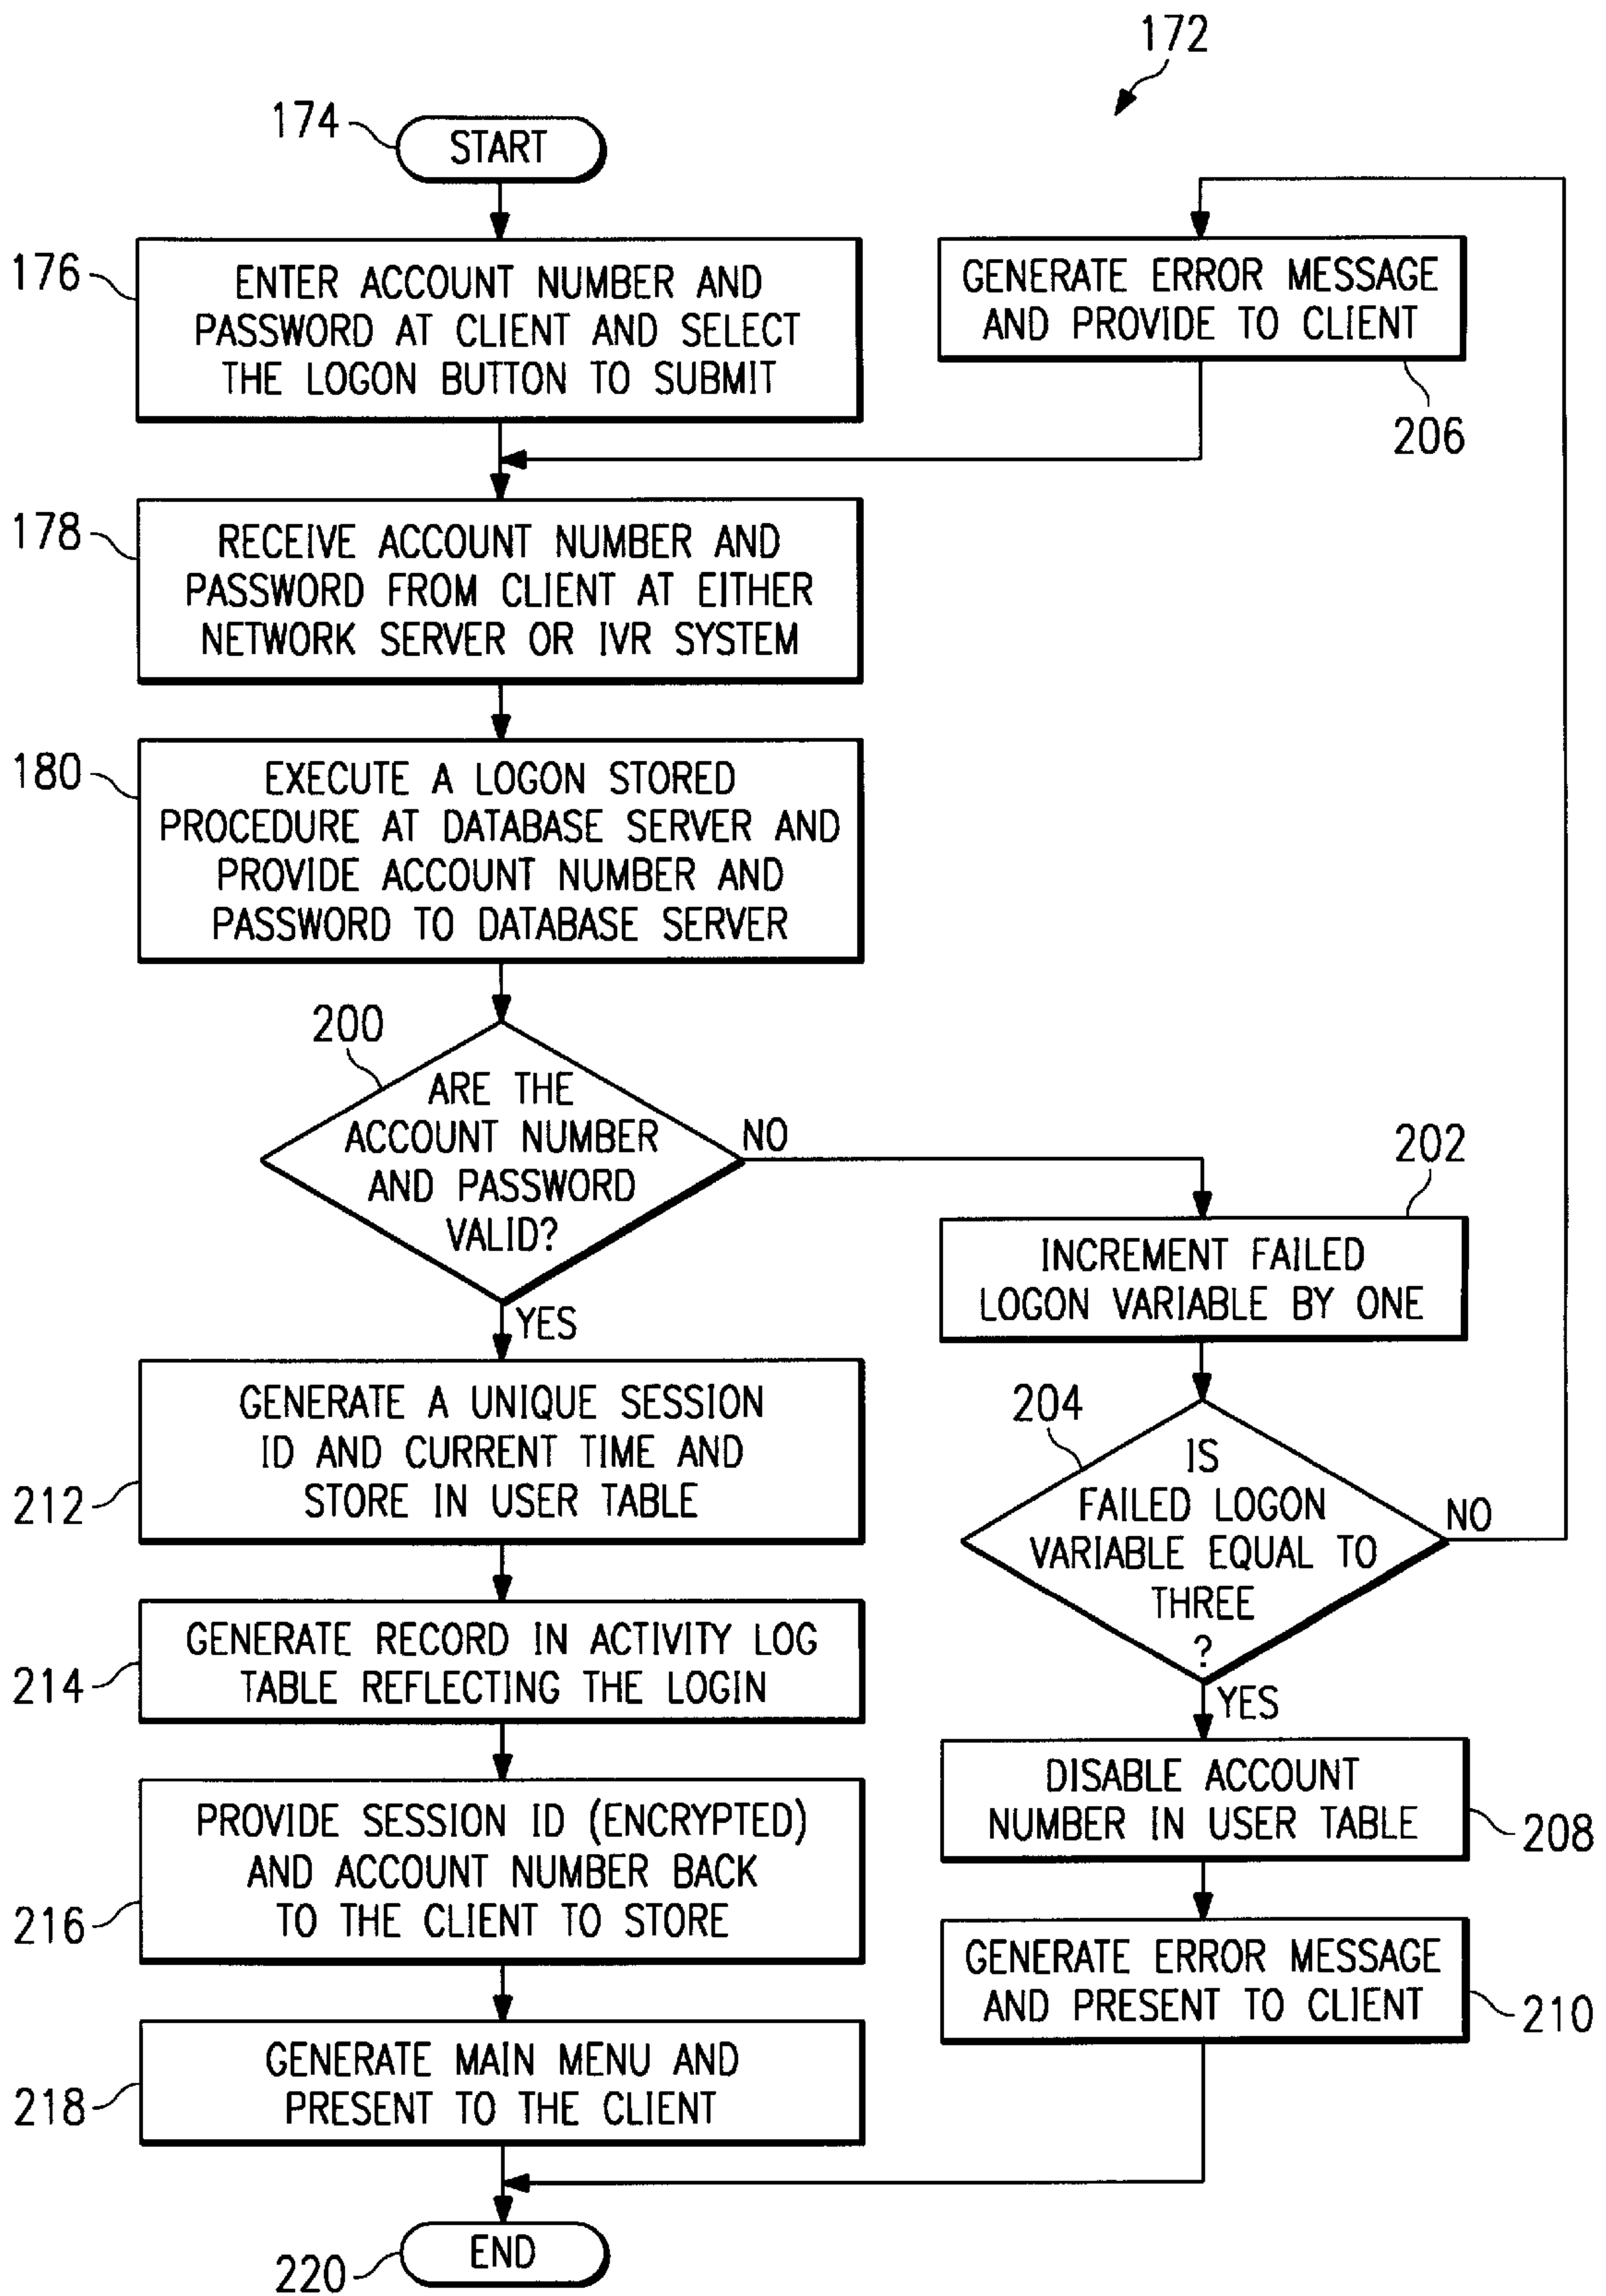 172
174
START
176
ENTER ACCOUNT NUMBER AND
PASSWORD AT CLIENT AND SELECT
THE LOGON BUTTON TO SUBMIT
GENERATE ERROR MESSAGE
AND PROVIDE TO CLIENT
206
178
RECEIVE ACCOUNT NUMBER AND
PASSWORD FROM CLIENT AT EITHER
NETWORK SERVER OR IVR SYSTEM
180
EXECUTE A LOGON STORED
PROCEDURE AT DATABASE SERVER AND
PROVIDE ACCOUNT NUMBER AND
PASSWORD TO DATABASE SERVER
200
ARE THE
ACCOUNT NUMBER
AND PASSWORD
VALID?
NO
YES
202
INCREMENT FAILED
LOGON VARIABLE BY ONE
204
IS
FAILED LOGON
VARIABLE EQUAL TO
THREE
?
NO
YES
212
GENERATE A UNIQUE SESSION
ID AND CURRENT TIME AND
STORE IN USER TABLE
214
GENERATE RECORD IN ACTIVITY LOG
TABLE REFLECTING THE LOGIN
DISABLE ACCOUNT
NUMBER IN USER TABLE
208
216
PROVIDE SESSION ID (ENCRYPTED)
AND ACCOUNT NUMBER BACK
TO THE CLIENT TO STORE
GENERATE ERROR MESSAGE
AND PRESENT TO CLIENT
210
218
GENERATE MAIN MENU AND
PRESENT TO THE CLIENT
220
END